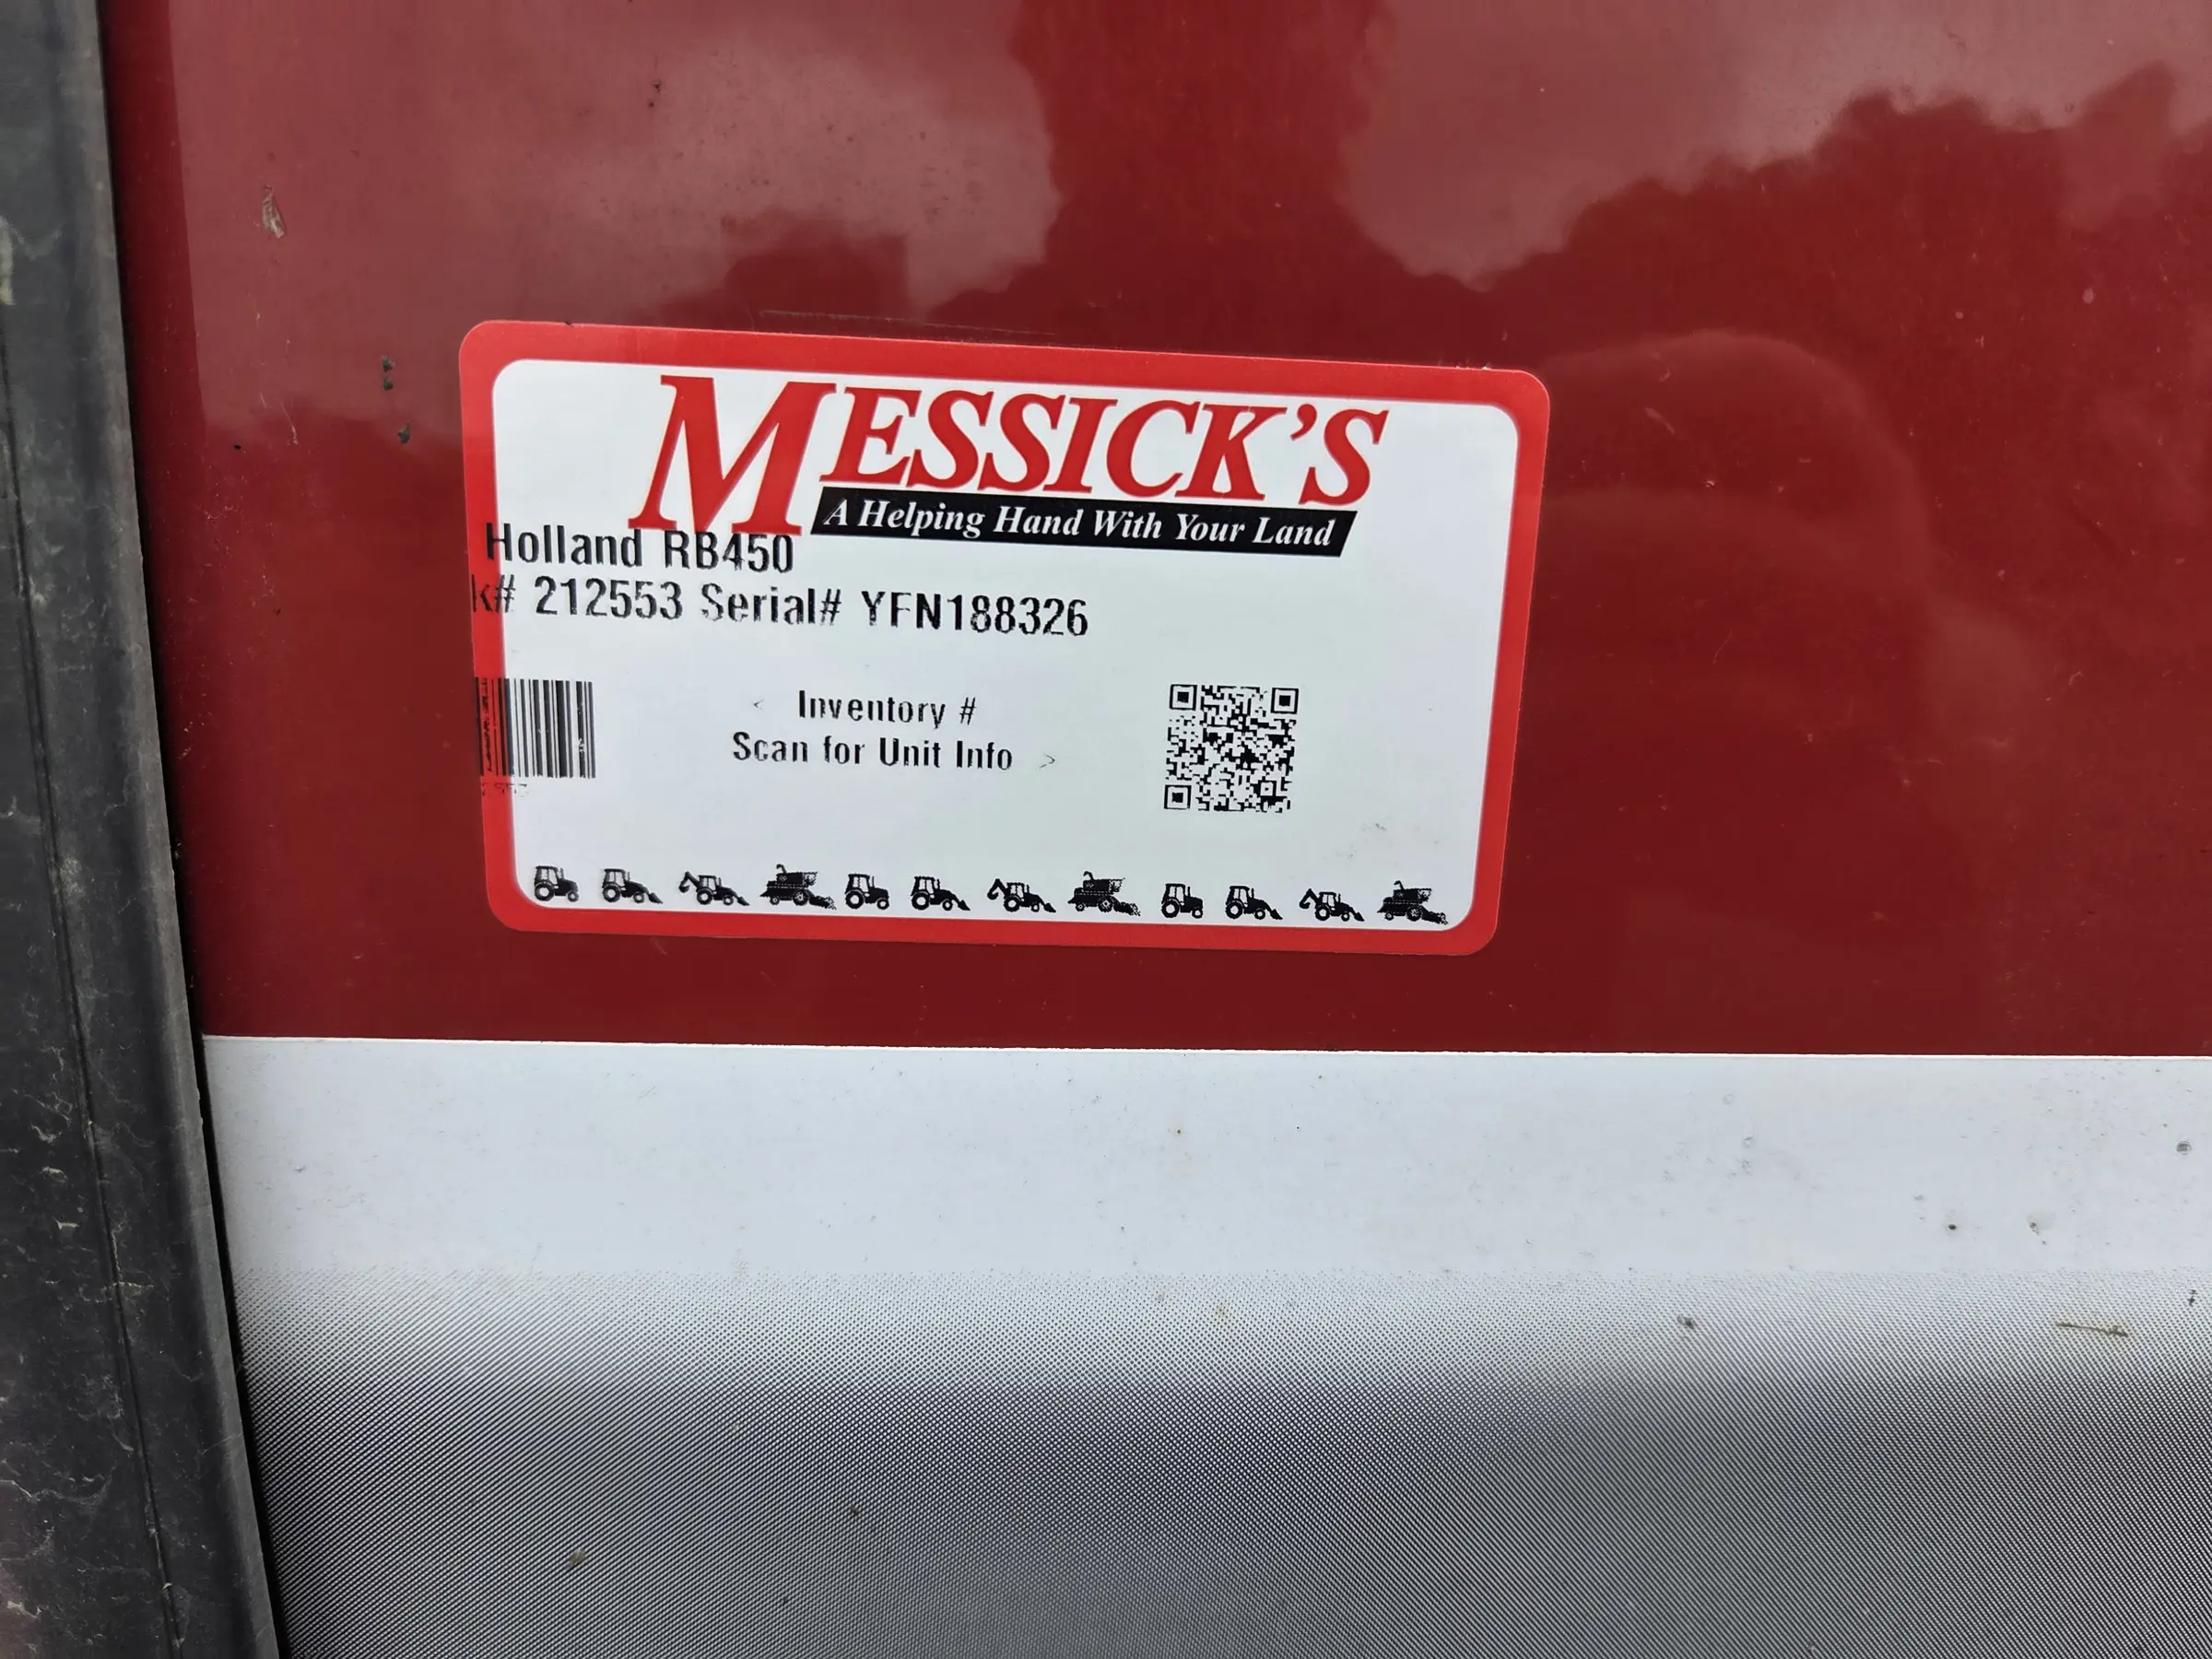 MESSICK'S
A Helping Hand With Your Land
Holland RB450
k# 212553 Serial# YFN188326
< Inventory #
Scan for Unit Info >